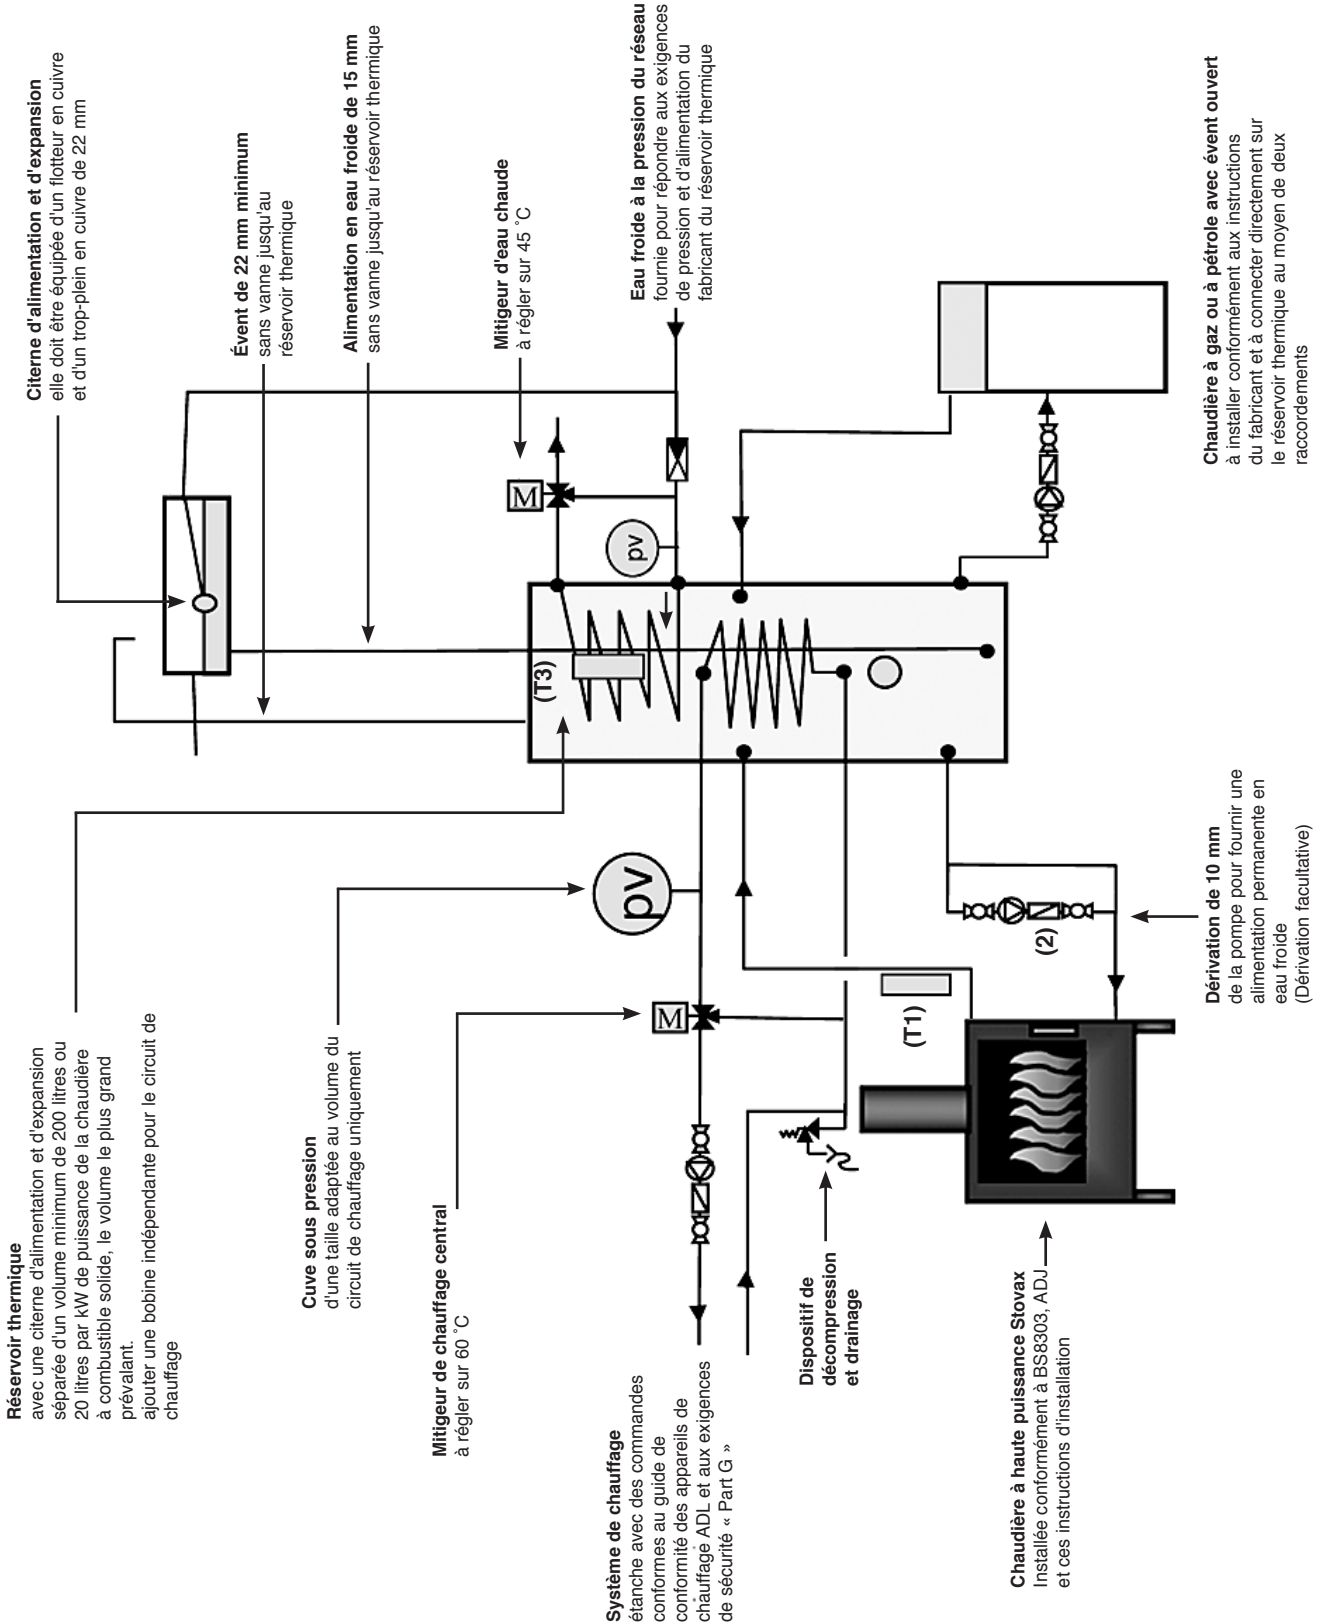 Réservoir thermique
avec une citerne d'alimentation et d'expansion
séparée d'un volume minimum de 200 litres ou
20 litres par kW de puissance de la chaudière
à combustible solide, le volume le plus grand
prévalant.
ajouter une bobine indépendante pour le circuit de
chauffage
Citerne d'alimentation et d'expansion
elle doit être équipée d'un flotteur en cuivre
et d'un trop-plein en cuivre de 22 mm
Évent de 22 mm minimum
sans vanne jusqu'au
réservoir thermique
Alimentation en eau froide de 15 mm
sans vanne jusqu'au réservoir thermique
Mitigeur d'eau chaude
à régler sur 45 ˚C
Eau froide à la pression du réseau
fournie pour répondre aux exigences
de pression et d'alimentation du
fabricant du réservoir thermique
Cuve sous pression
d'une taille adaptée au volume du
circuit de chauffage uniquement
Mitigeur de chauffage central
à régler sur 60 ˚C
M
pv
(T3)
pv
M
Système de chauffage
étanche avec des commandes
conformes au guide de
conformité des appareils de
chauffage ADL et aux exigences
de sécurité « Part G »
Dispositif de
décompression
et drainage
(T1)
(2)
Chaudière à haute puissance Stovax
Installée conformément à BS8303, ADJ
et ces instructions d'installation
Dérivation de 10 mm
de la pompe pour fournir une
alimentation permanente en
eau froide
(Dérivation facultative)
Chaudière à gaz ou à pétrole avec évent ouvert
à installer conformément aux instructions
du fabricant et à connecter directement sur
le réservoir thermique au moyen de deux
raccordements